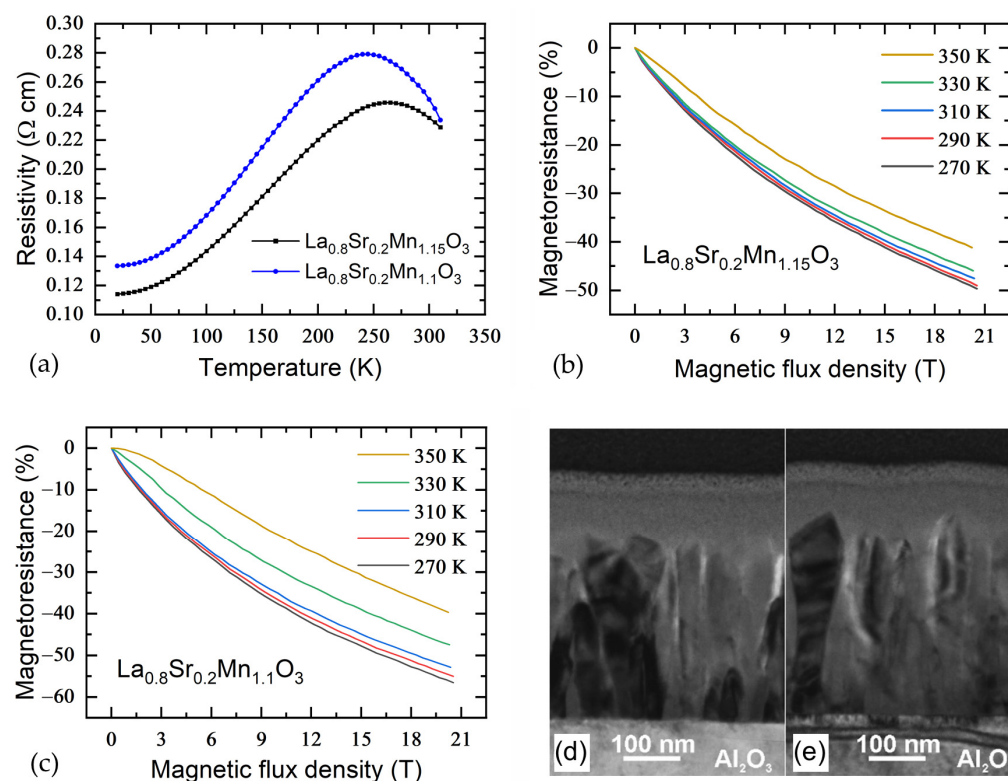 0.30
0.28
0.26
0.24
0.22
0.20
0.18
0.16
0.14
0.12
0.10
Resistivity (Ω cm)
La0.8Sr0.2Mn1.15O3
La0.8Sr0.2Mn1.1O3
0 50 100 150 200 250 300 350
Temperature (K)
(a)
(b)
0
−10
−20
−30
−40
−50
Magnetoresistance (%)
350 K
330 K
310 K
290 K
270 K
La0.8Sr0.2Mn1.15O3
0 3 6 9 12 15 18 21
Magnetic flux density (T)
0
−10
−20
−30
−40
−50
−60
Magnetoresistance (%)
350 K
330 K
310 K
290 K
270 K
La0.8Sr0.2Mn1.1O3
0 3 6 9 12 15 18 21
Magnetic flux density (T)
(c)
(d)
100 nm
Al2O3
(e)
100 nm
Al2O